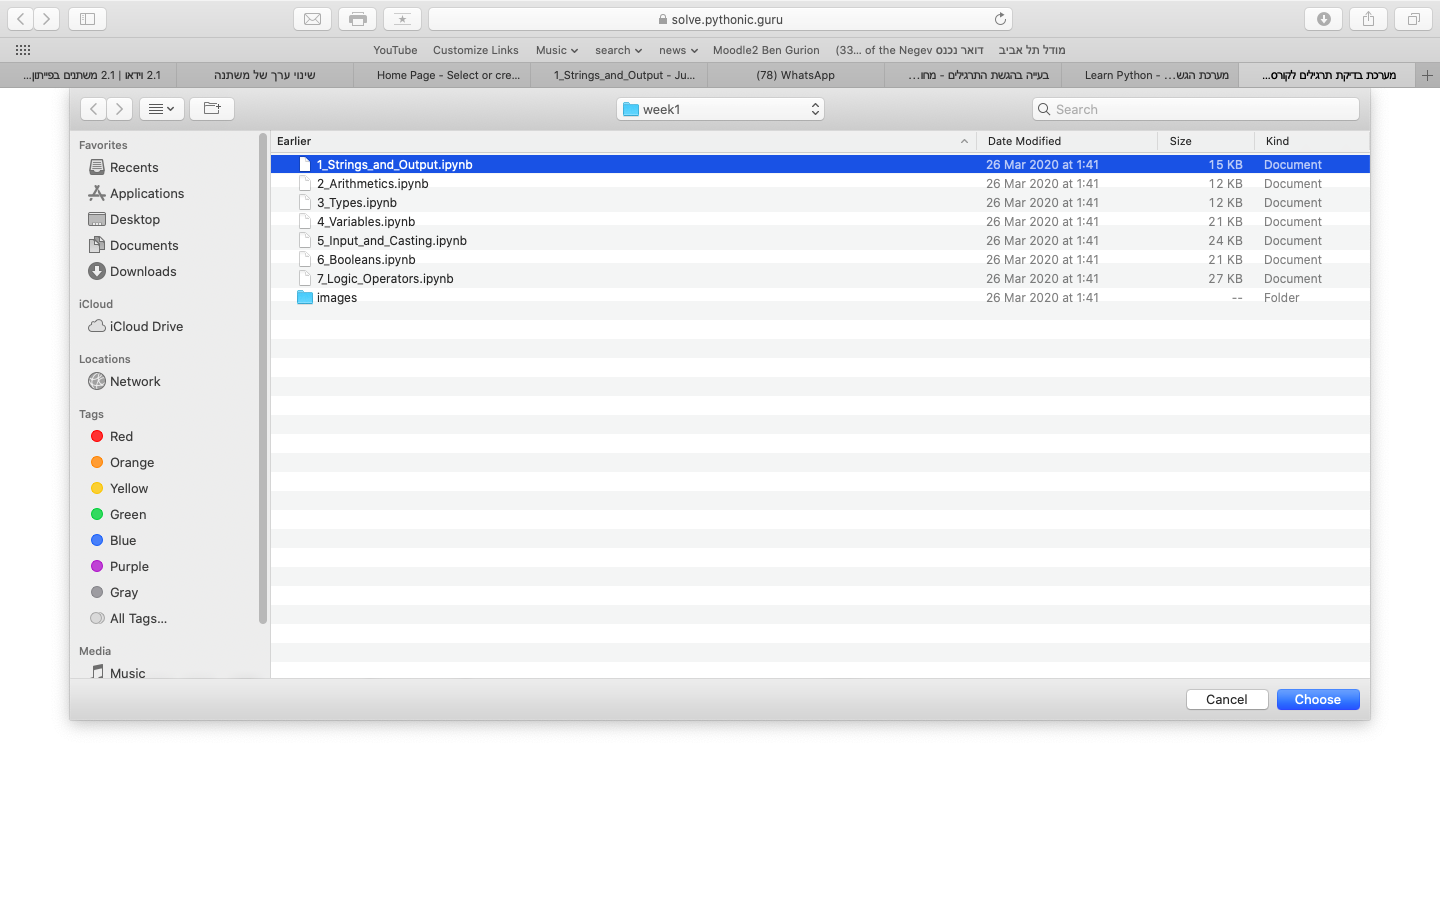 solve.pythonic.guru
YouTube Customize Links Music search news Moodle2 Ben Gurion (33... of the Negev דואר נכנס מודל תל אביב
2.1 וידאו | 2.1 משתנים בפייתון... שינוי ערך של משתנה Home Page - Select or cre... 1_Strings_and_Output - Ju... (78) WhatsApp בעייה בהגשת התרגילים - מחו... Learn Python - מערכת הגש... מערכת בדיקת תרגילים לקורס...
week1 Search
Favorites
Recents
Applications
Desktop
Documents
Downloads
iCloud
iCloud Drive
Locations
Network
Tags
Red
Orange
Yellow
Green
Blue
Purple
Gray
All Tags...
Media
Music
Earlier Date Modified Size Kind
1_Strings_and_Output.ipynb 26 Mar 2020 at 1:41 15 KB Document
2_Arithmetics.ipynb 26 Mar 2020 at 1:41 12 KB Document
3_Types.ipynb 26 Mar 2020 at 1:41 12 KB Document
4_Variables.ipynb 26 Mar 2020 at 1:41 21 KB Document
5_Input_and_Casting.ipynb 26 Mar 2020 at 1:41 24 KB Document
6_Booleans.ipynb 26 Mar 2020 at 1:41 21 KB Document
7_Logic_Operators.ipynb 26 Mar 2020 at 1:41 27 KB Document
images 26 Mar 2020 at 1:41 -- Folder
Cancel Choose